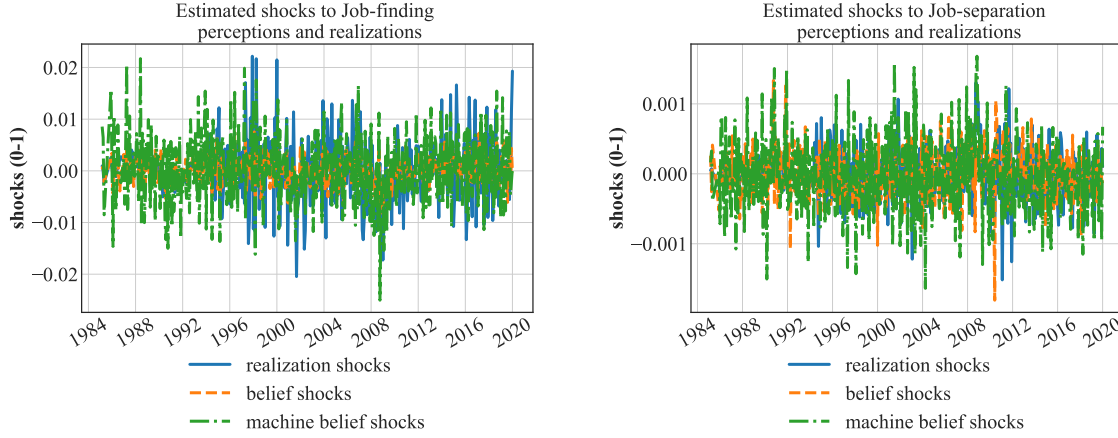 Estimated shocks to Job-finding
perceptions and realizations
shocks (0-1)
0.02
0.01
0.00
−0.01
−0.02
1984 1988 1992 1996 2000 2004 2008 2012 2016 2020
realization shocks
belief shocks
machine belief shocks
Estimated shocks to Job-separation
perceptions and realizations
shocks (0-1)
0.001
0.000
−0.001
1984 1988 1992 1996 2000 2004 2008 2012 2016 2020
realization shocks
belief shocks
machine belief shocks